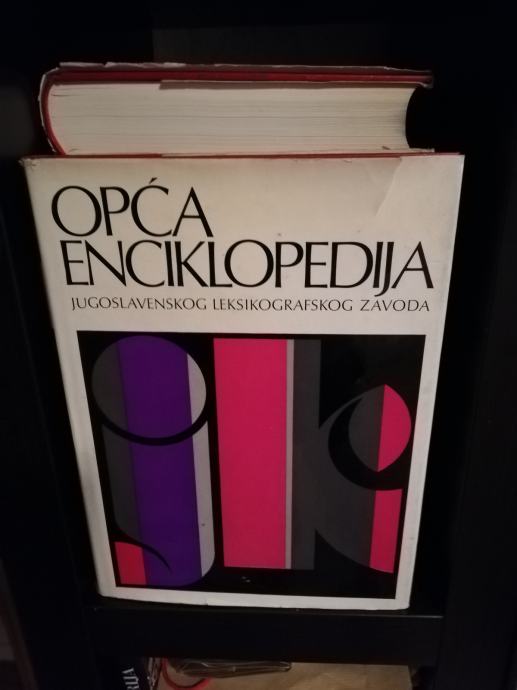 OPĆA
ENCIKLOPEDIJA
JUGOSLAVENSKOG LEKSIKOGRAFSKOG ZAVODA